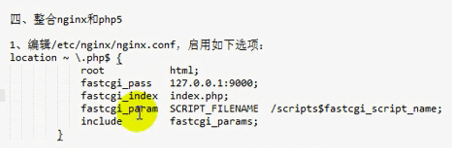 四、整合nginx和php5
1、编辑/etc/nginx/nginx.conf，启用如下选项：
location ~ \.php$ {
root html;
fastcgi_pass 127.0.0.1:9000;
fastcgi_index index.php;
fastcgi_param SCRIPT_FILENAME /scripts$fastcgi_script_name;
include fastcgi_params;
}